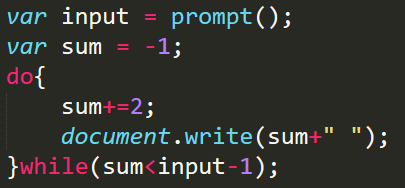 var input = prompt();
var sum = -1;
do{
sum+=2;
document.write(sum+" ");
}while(sum<input-1);